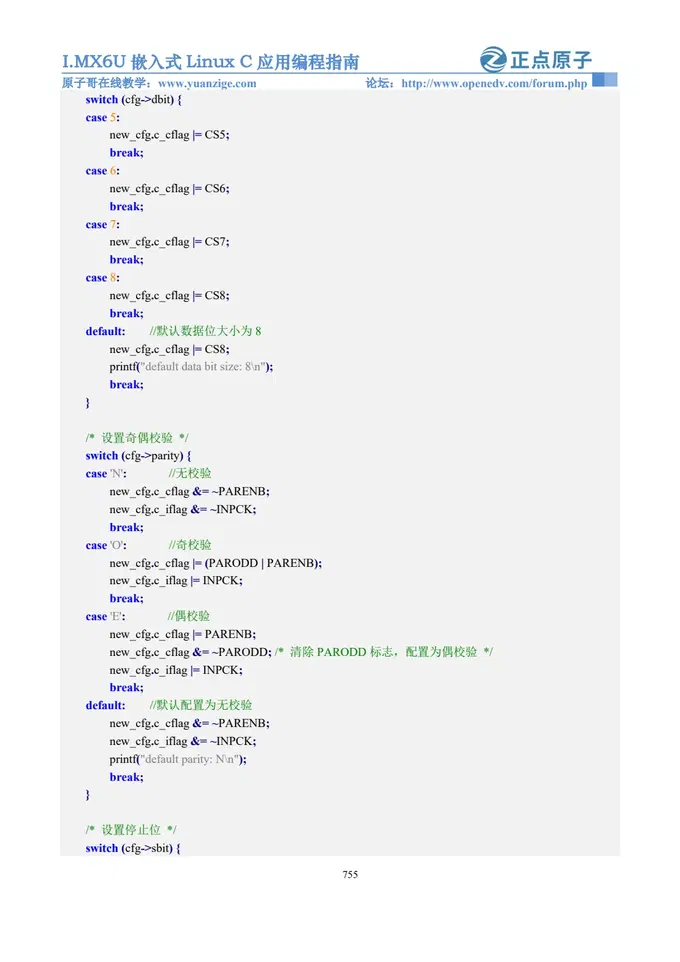 I.MX6U 嵌入式 Linux C 应用编程指南
正点原子
原子哥在线教学：www.yuanzige.com 论坛：http://www.openedv.com/forum.php
switch (cfg->dbit) {
case 5:
new_cfg.c_cflag |= CS5;
break;
case 6:
new_cfg.c_cflag |= CS6;
break;
case 7:
new_cfg.c_cflag |= CS7;
break;
case 8:
new_cfg.c_cflag |= CS8;
break;
default: //默认数据位大小为 8
new_cfg.c_cflag |= CS8;
printf("default data bit size: 8\n");
break;
}
/* 设置奇偶校验 */
switch (cfg->parity) {
case 'N': //无校验
new_cfg.c_cflag &= ~PARENB;
new_cfg.c_iflag &= ~INPCK;
break;
case 'O': //奇校验
new_cfg.c_cflag |= (PARODD | PARENB);
new_cfg.c_iflag |= INPCK;
break;
case 'E': //偶校验
new_cfg.c_cflag |= PARENB;
new_cfg.c_cflag &= ~PARODD; /* 清除 PARODD 标志，配置为偶校验 */
new_cfg.c_iflag |= INPCK;
break;
default: //默认配置为无校验
new_cfg.c_cflag &= ~PARENB;
new_cfg.c_iflag &= ~INPCK;
printf("default parity: N\n");
break;
}
/* 设置停止位 */
switch (cfg->sbit) {
755